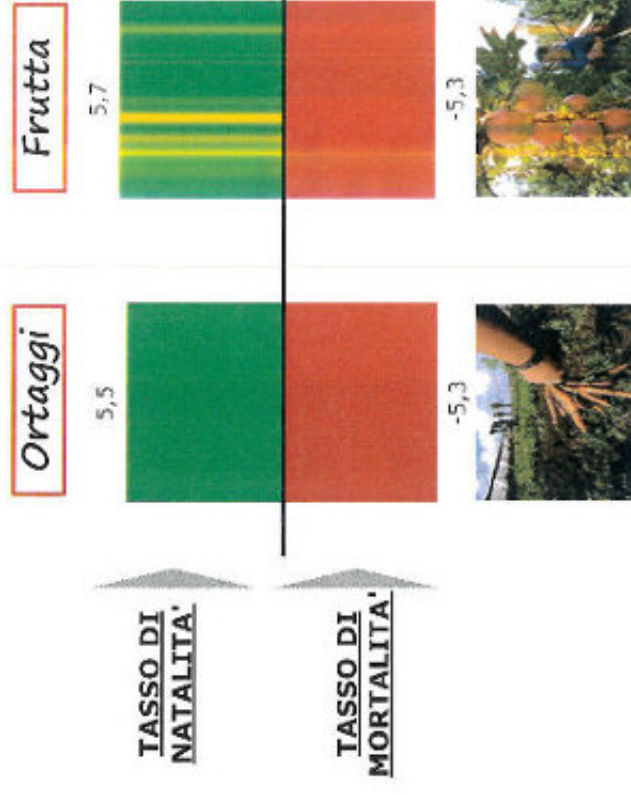 Ortaggi
Frutta
5,5
5,7
TASSO DI
NATALITA'
TASSO DI
MORTALITA'
-5,3
-5,3